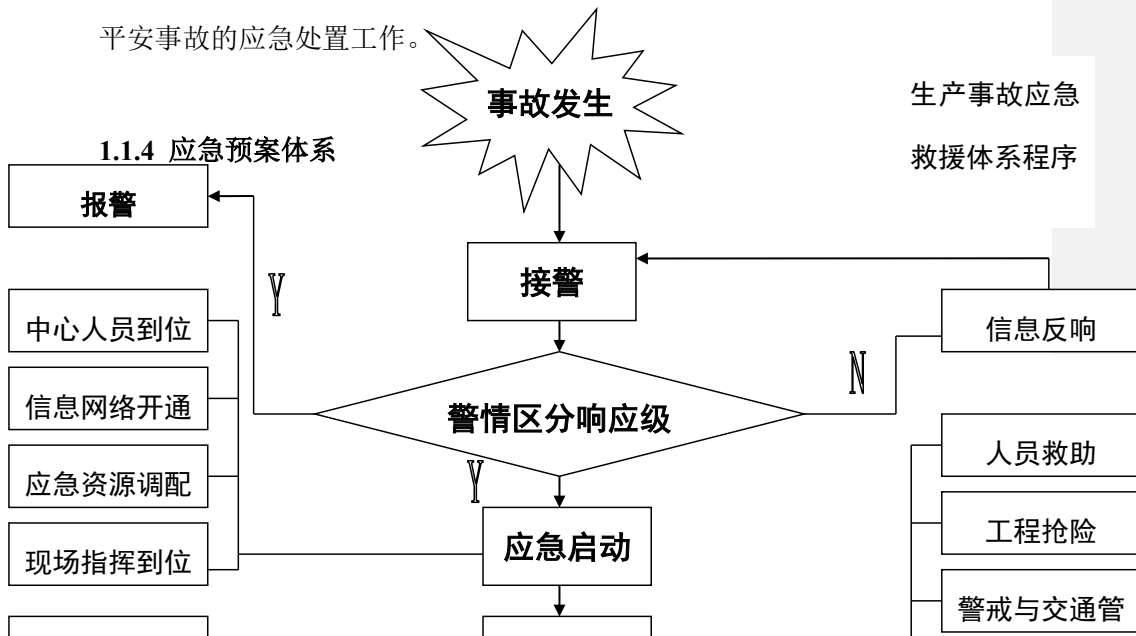 平安事故的应急处置工作。
事故发生
生产事故应急
救援体系程序
1.1.4 应急预案体系
报警
接警
Y
中心人员到位
信息反响
N
信息网络开通
警情区分响应级
人员救助
应急资源调配
Y
应急启动
工程抢险
现场指挥到位
警戒与交通管